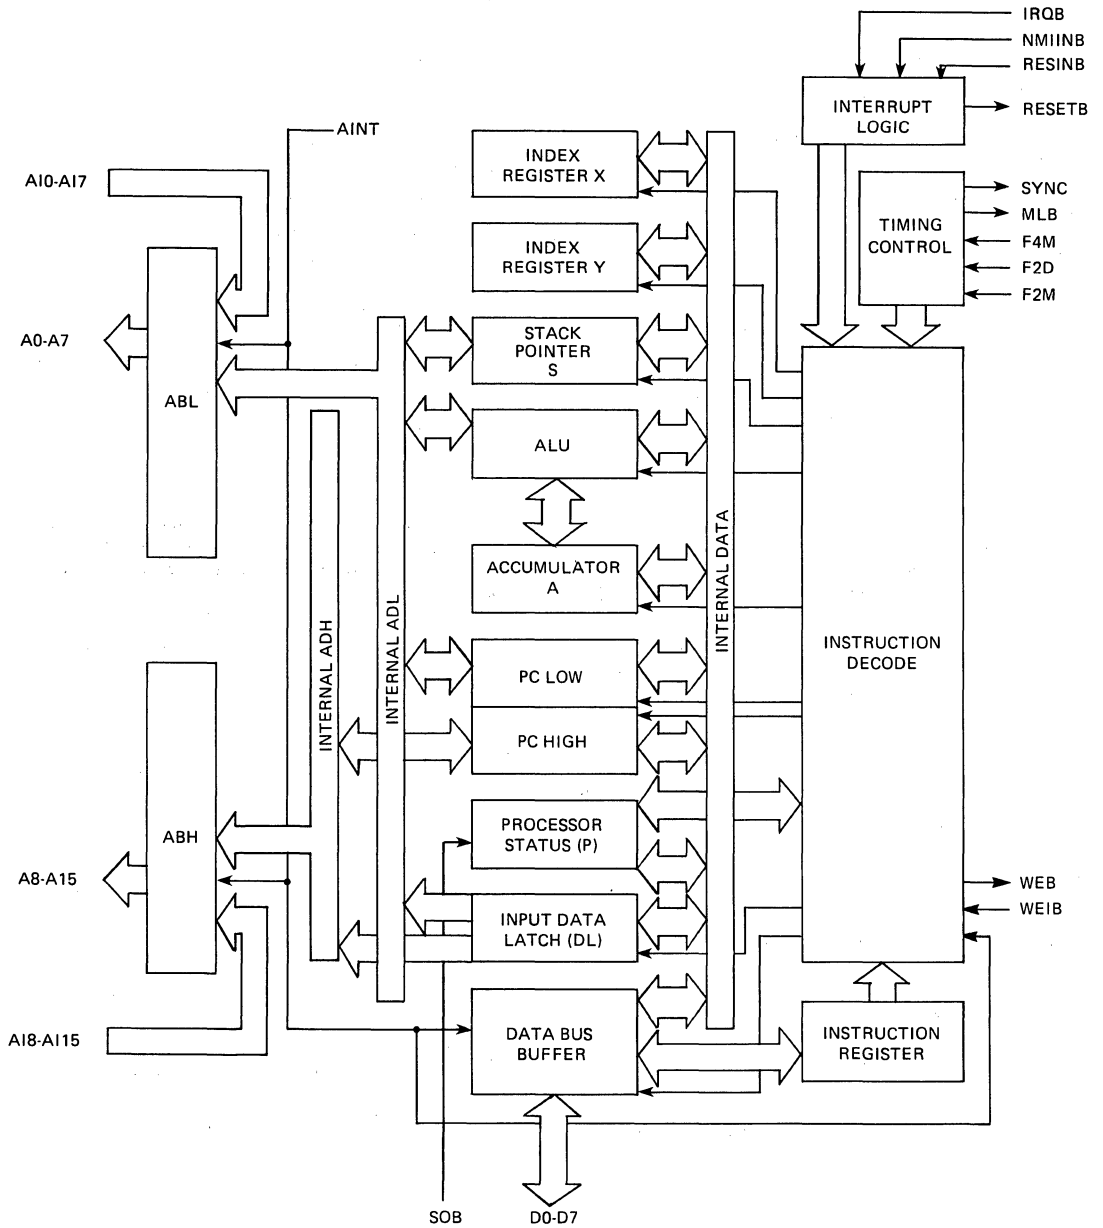 IRQB
NMIINB
RESINB
INTERRUPT
LOGIC
RESETB
AINT
AI0-AI7
INDEX
REGISTER X
SYNC
MLB
TIMING
CONTROL
F4M
F2D
F2M
INDEX
REGISTER Y
A0-A7
STACK
POINTER
S
ABL
ALU
INTERNAL DATA
ACCUMULATOR
A
INTERNAL ADH
INTERNAL ADL
INSTRUCTION
DECODE
PC LOW
PC HIGH
ABH
PROCESSOR
STATUS (P)
A8-A15
WEB
WEIB
INPUT DATA
LATCH (DL)
AI8-AI15
DATA BUS
BUFFER
INSTRUCTION
REGISTER
SOB
D0-D7